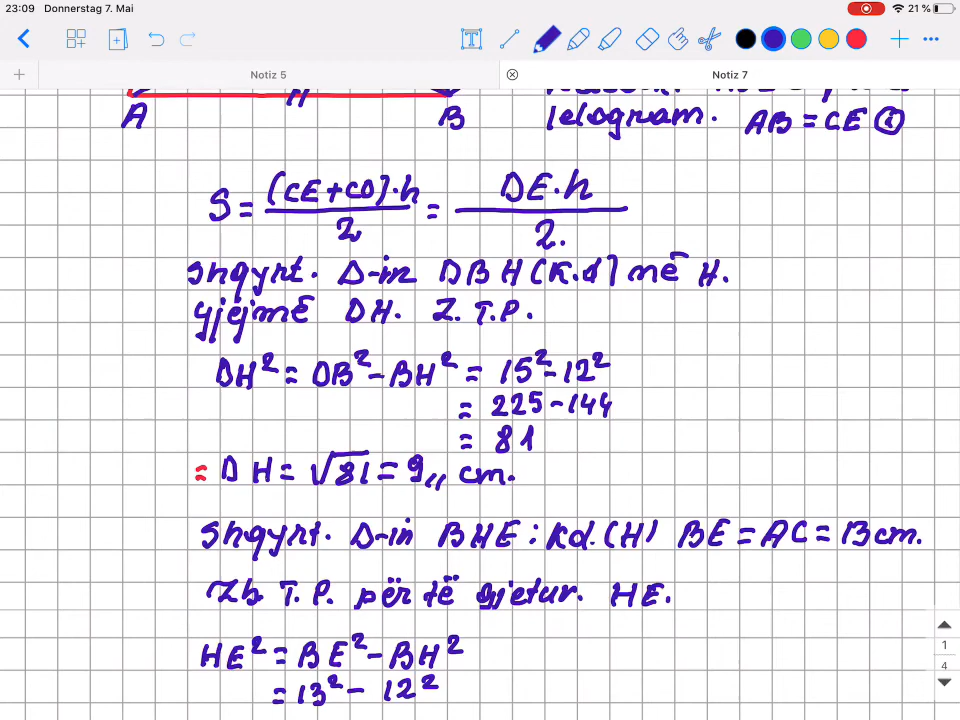 23:09 Donnerstag 7. Mai 21 %
Notiz 5
Notiz 7
A H B
lelogram. AB = CE ①
S = (CE + CD) · h / 2 = DE · h / 2.
Shqyrt. Δ-in DBH (K.d) më H.
gjejmë DH. Z. T.P.
DH² = DB² - BH² = 15² - 12²
= 225 - 144
= 81
= DH = √81 = 9,, cm.
Shqyrt. Δ-in BHE : Kd. (H) BE = AC = 13 cm.
Zb T.P. për të gjetur. HE.
HE² = BE² - BH²
= 13² - 12²
1
4